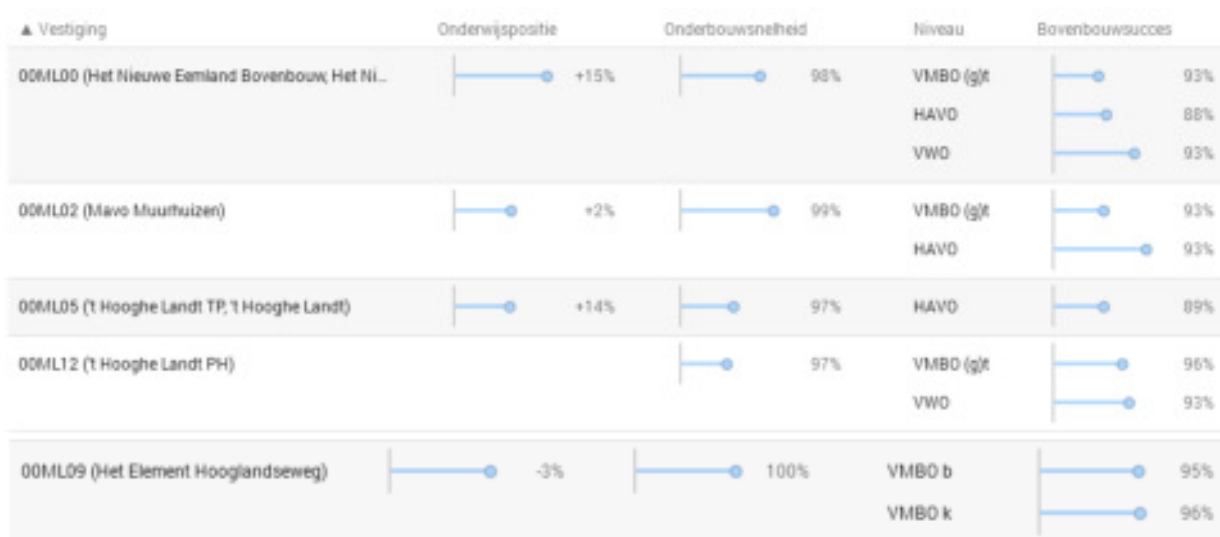 ▲ Vestiging Onderwijspositie Onderbouwsnelheid Niveau Bovenbouwsucces
00ML00 (Het Nieuwe Eemland Bovenbouw, Het Ni... +15% 98% VMBO (g)t 93%
HAVO 88%
VWO 93%
00ML02 (Mavo Muurhuizen) +2% 99% VMBO (g)t 93%
HAVO 93%
00ML05 ('t Hooghe Landt TP, 't Hooghe Landt) +14% 97% HAVO 89%
00ML12 ('t Hooghe Landt PH) 97% VMBO (g)t 96%
VWO 93%
00ML09 (Het Element Hooglandseweg) -3% 100% VMBO b 95%
VMBO k 96%